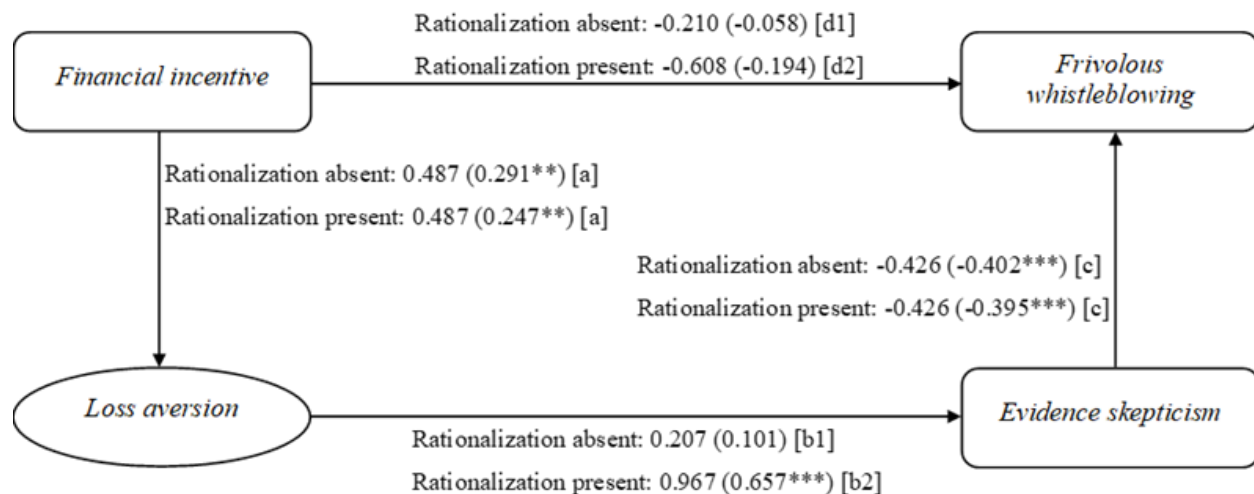 Rationalization absent: -0.210 (-0.058) [d1]
Financial incentive
Rationalization present: -0.608 (-0.194) [d2]
Frivolous
whistleblowing
Rationalization absent: 0.487 (0.291**) [a]
Rationalization present: 0.487 (0.247**) [a]
Rationalization absent: -0.426 (-0.402***) [c]
Rationalization present: -0.426 (-0.395***) [c]
Loss aversion
Evidence skepticism
Rationalization absent: 0.207 (0.101) [b1]
Rationalization present: 0.967 (0.657***) [b2]